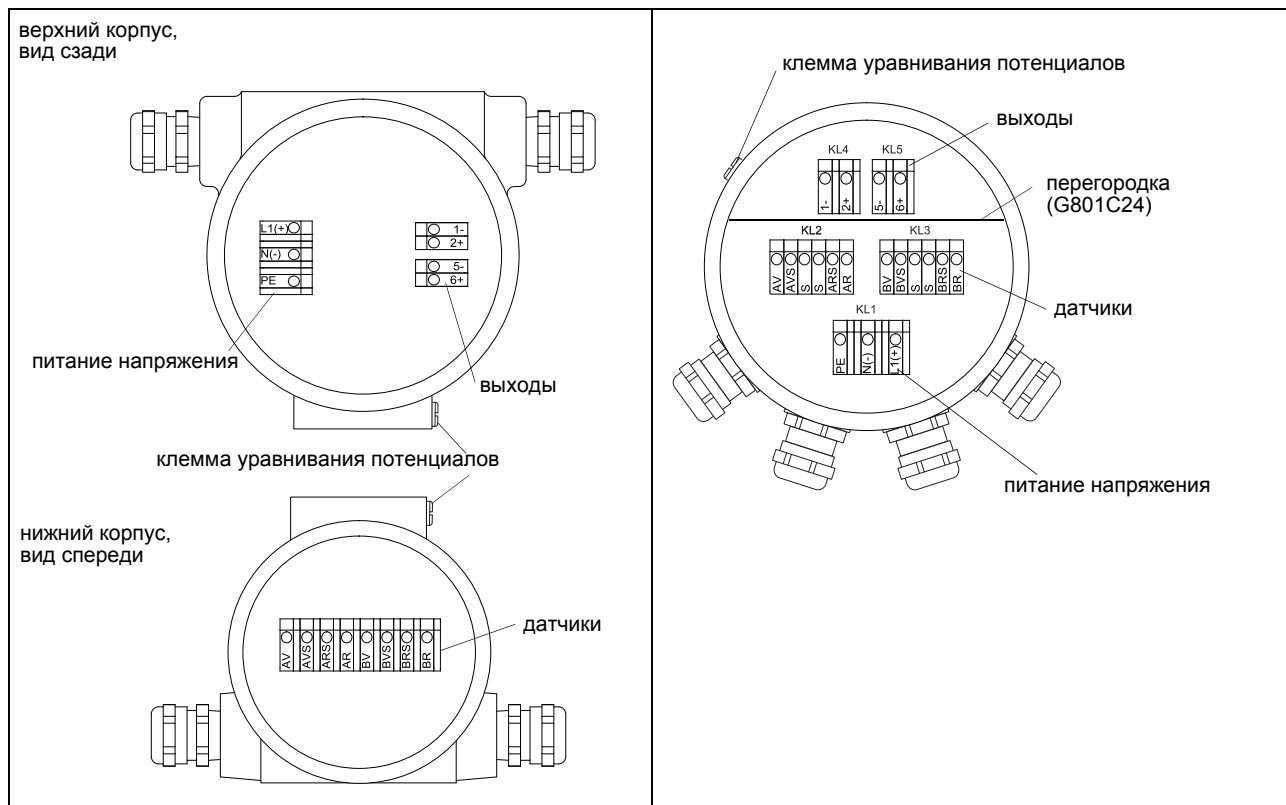 верхний корпус,
вид сзади
L1(+)
N(-)
PE
1-
2+
5-
6+
питание напряжения
выходы
клемма уравнивания потенциалов
нижний корпус,
вид спереди
AV
AVS
ARS
AR
BV
BVS
BRS
BR
датчики
клемма уравнивания потенциалов
выходы
KL4
KL5
1-
2+
5-
6+
перегородка
(G801C24)
KL2
KL3
AV
AVS
S
S
ARS
AR
BV
BVS
S
S
BRS
BR
датчики
KL1
PE
N(-)
L1(+)
питание напряжения